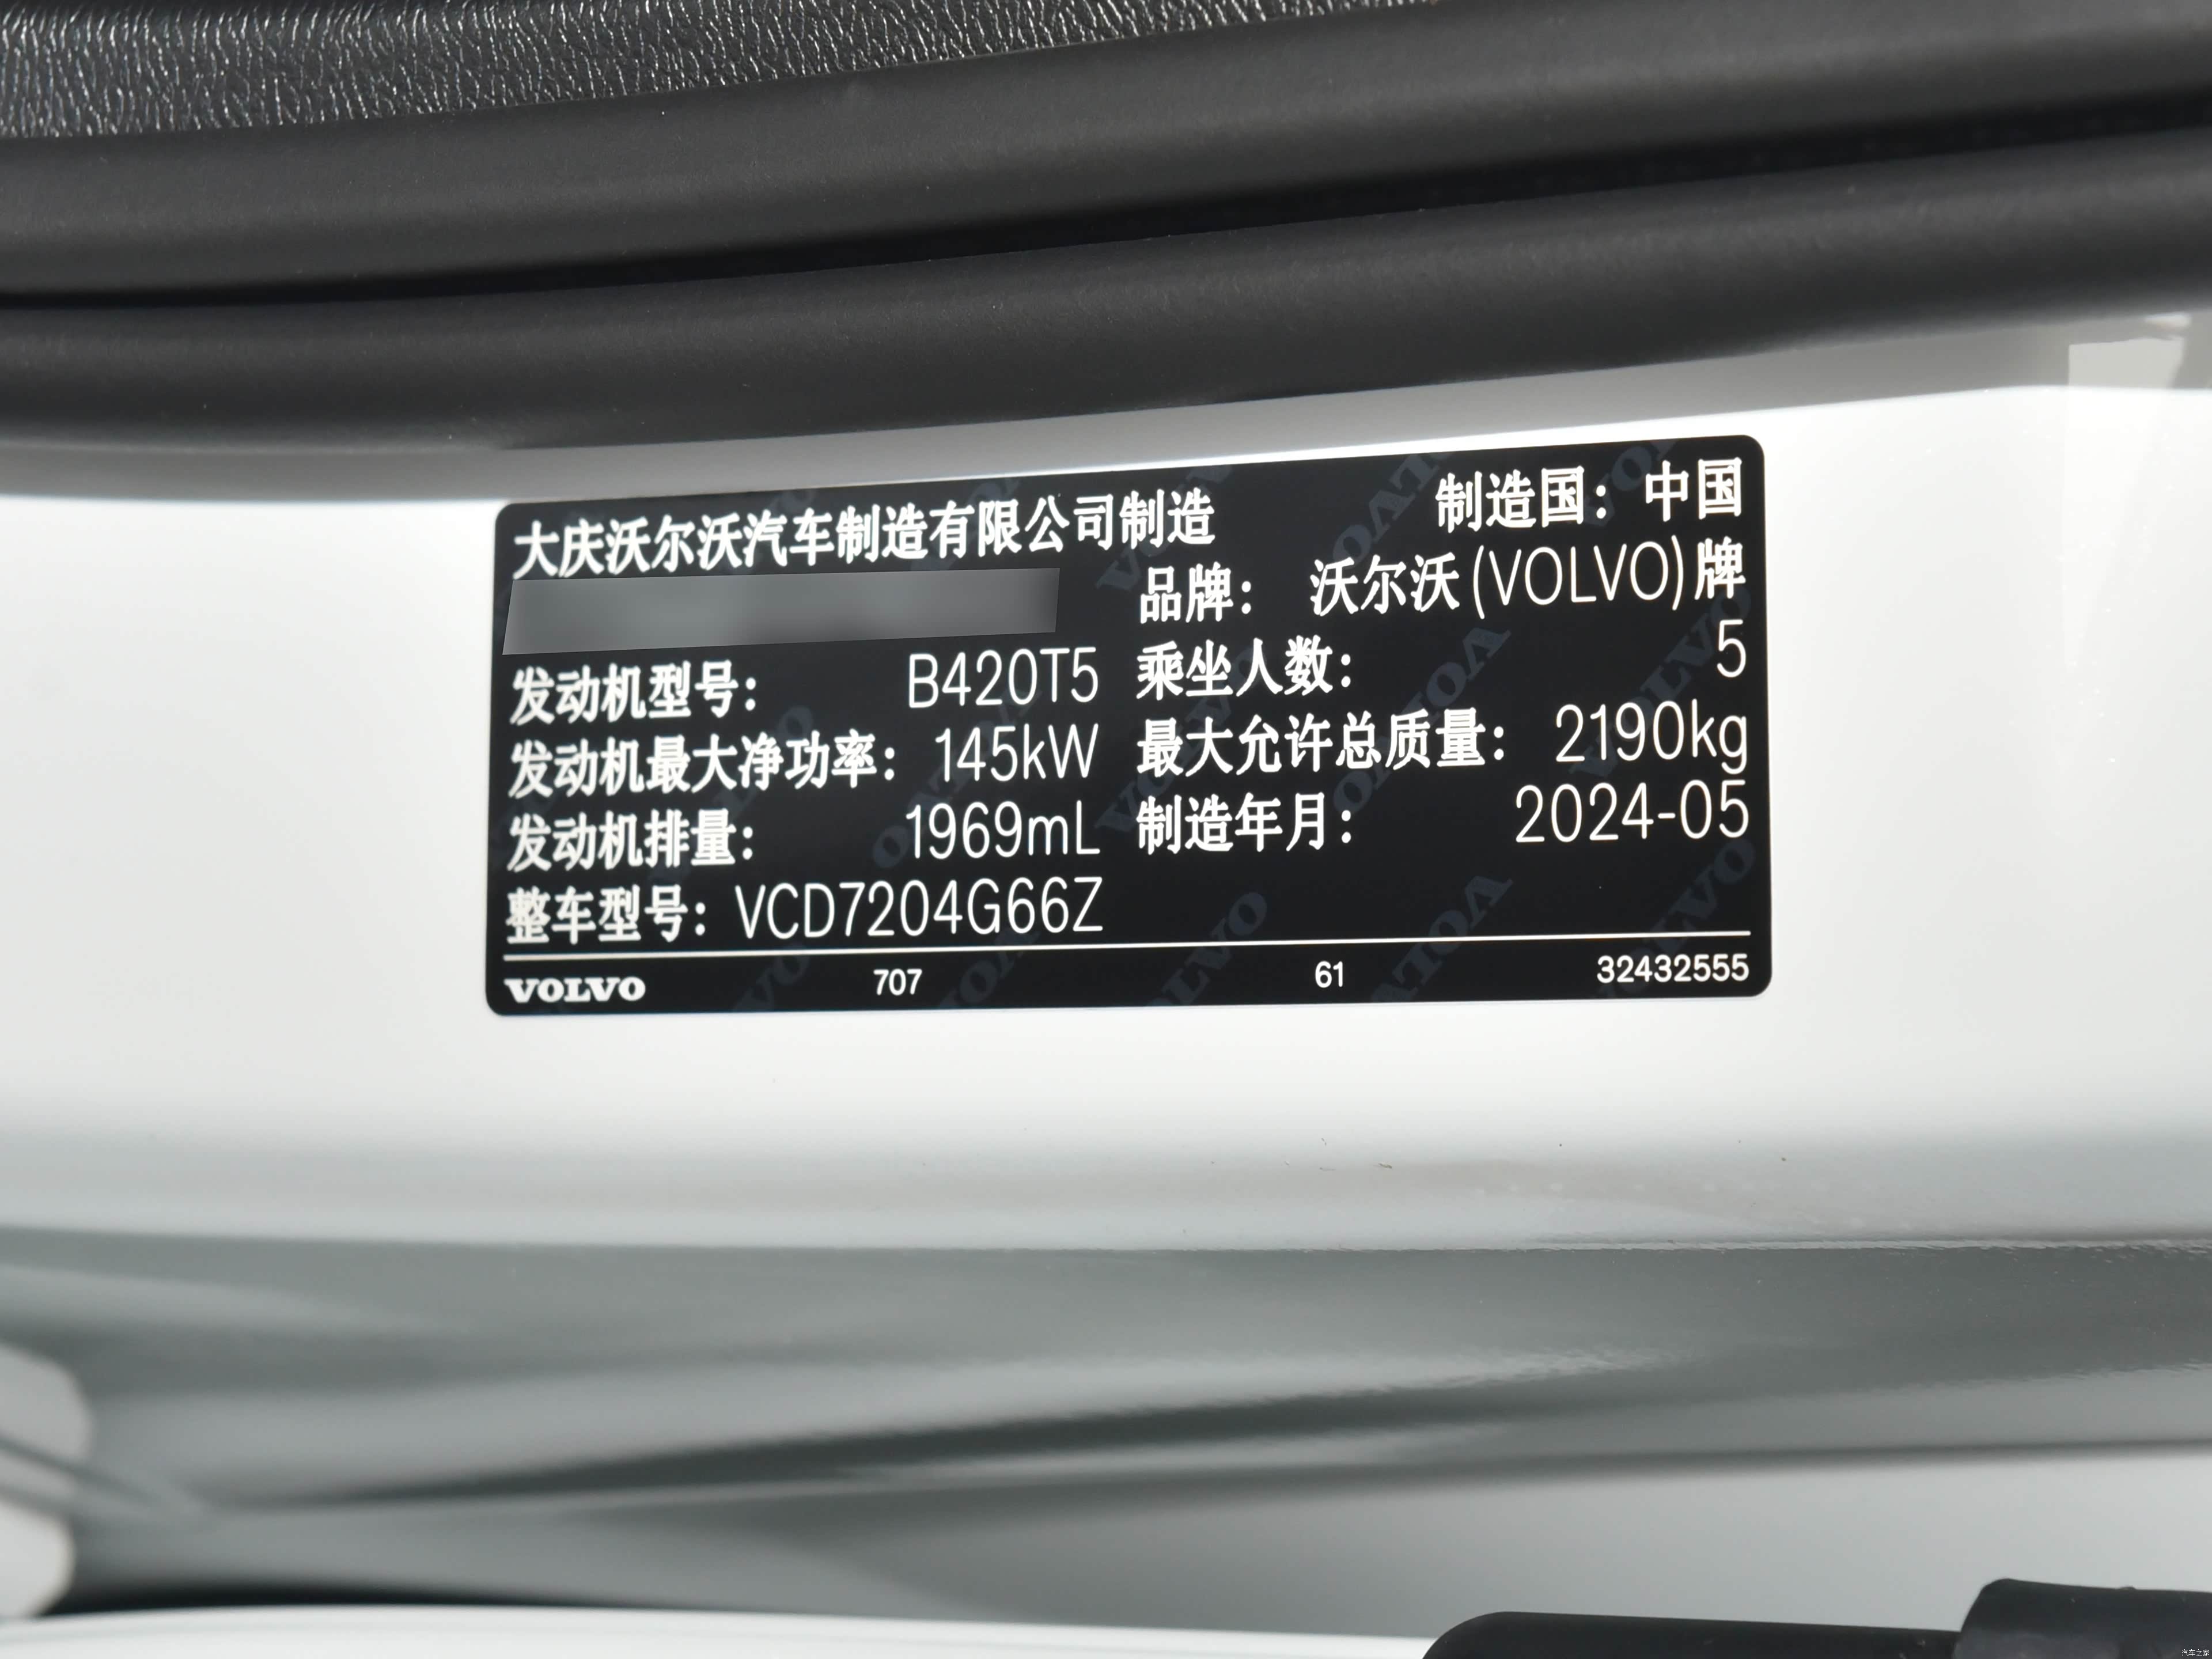 大庆沃尔沃汽车制造有限公司制造 制造国：中国
品牌： 沃尔沃(VOLVO)牌
发动机型号： B420T5 乘坐人数： 5
发动机最大净功率： 145kW 最大允许总质量： 2190kg
发动机排量： 1969mL 制造年月： 2024-05
整车型号： VCD7204G66Z
VOLVO 707 61 32432555
汽车之家